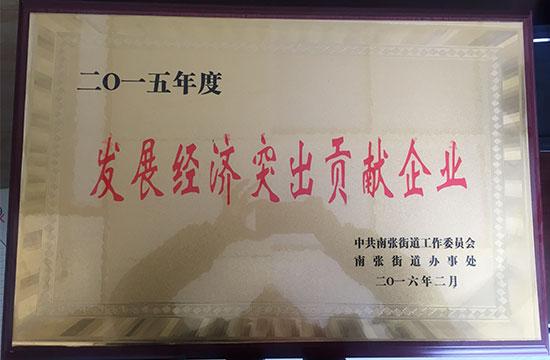 二〇一五年度
发展经济突出贡献企业
中共南张街道工作委员会
南张街道办事处
二〇一六年二月